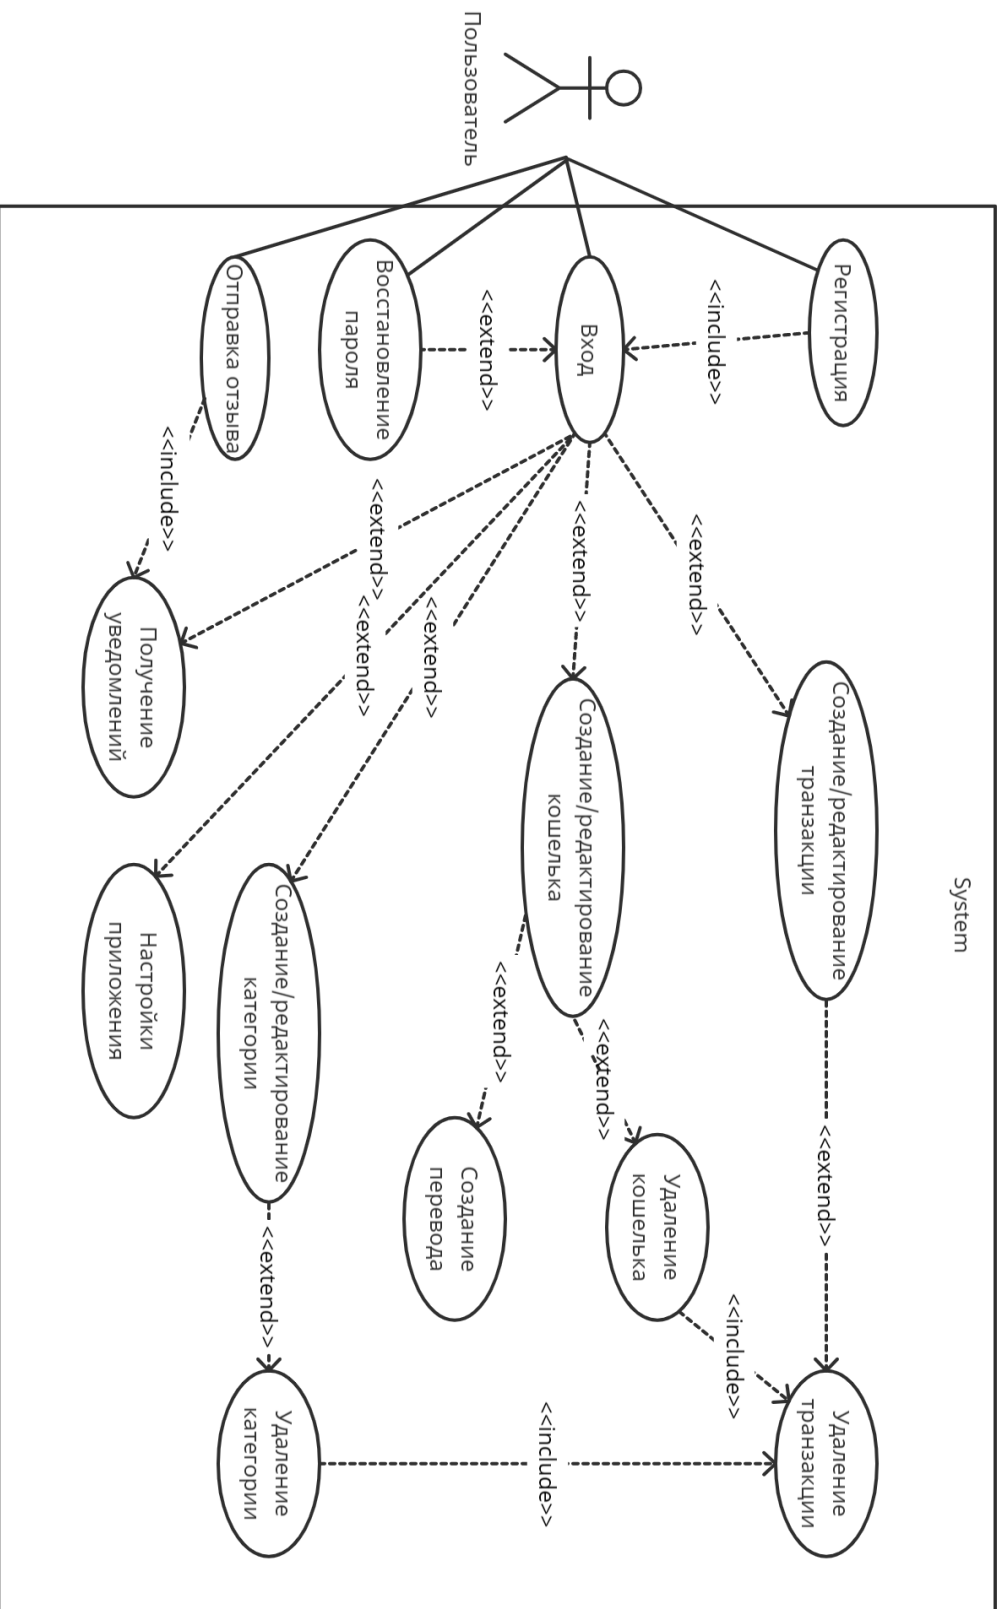 System
Пользователь
Регистрация
<<include>>
Вход
<<extend>>
Восстановление
пароля
Отправка отзыва
<<include>>
<<extend>>
<<extend>>
<<extend>>
<<extend>>
<<extend>>
Создание/редактирование
транзакции
Создание/редактирование
кошелька
Получение
уведомлений
Создание/редактирование
категории
Настройки
приложения
<<extend>>
<<extend>>
<<extend>>
<<extend>>
Удаление
кошелька
Создание
перевода
<<include>>
<<include>>
Удаление
транзакции
Удаление
категории